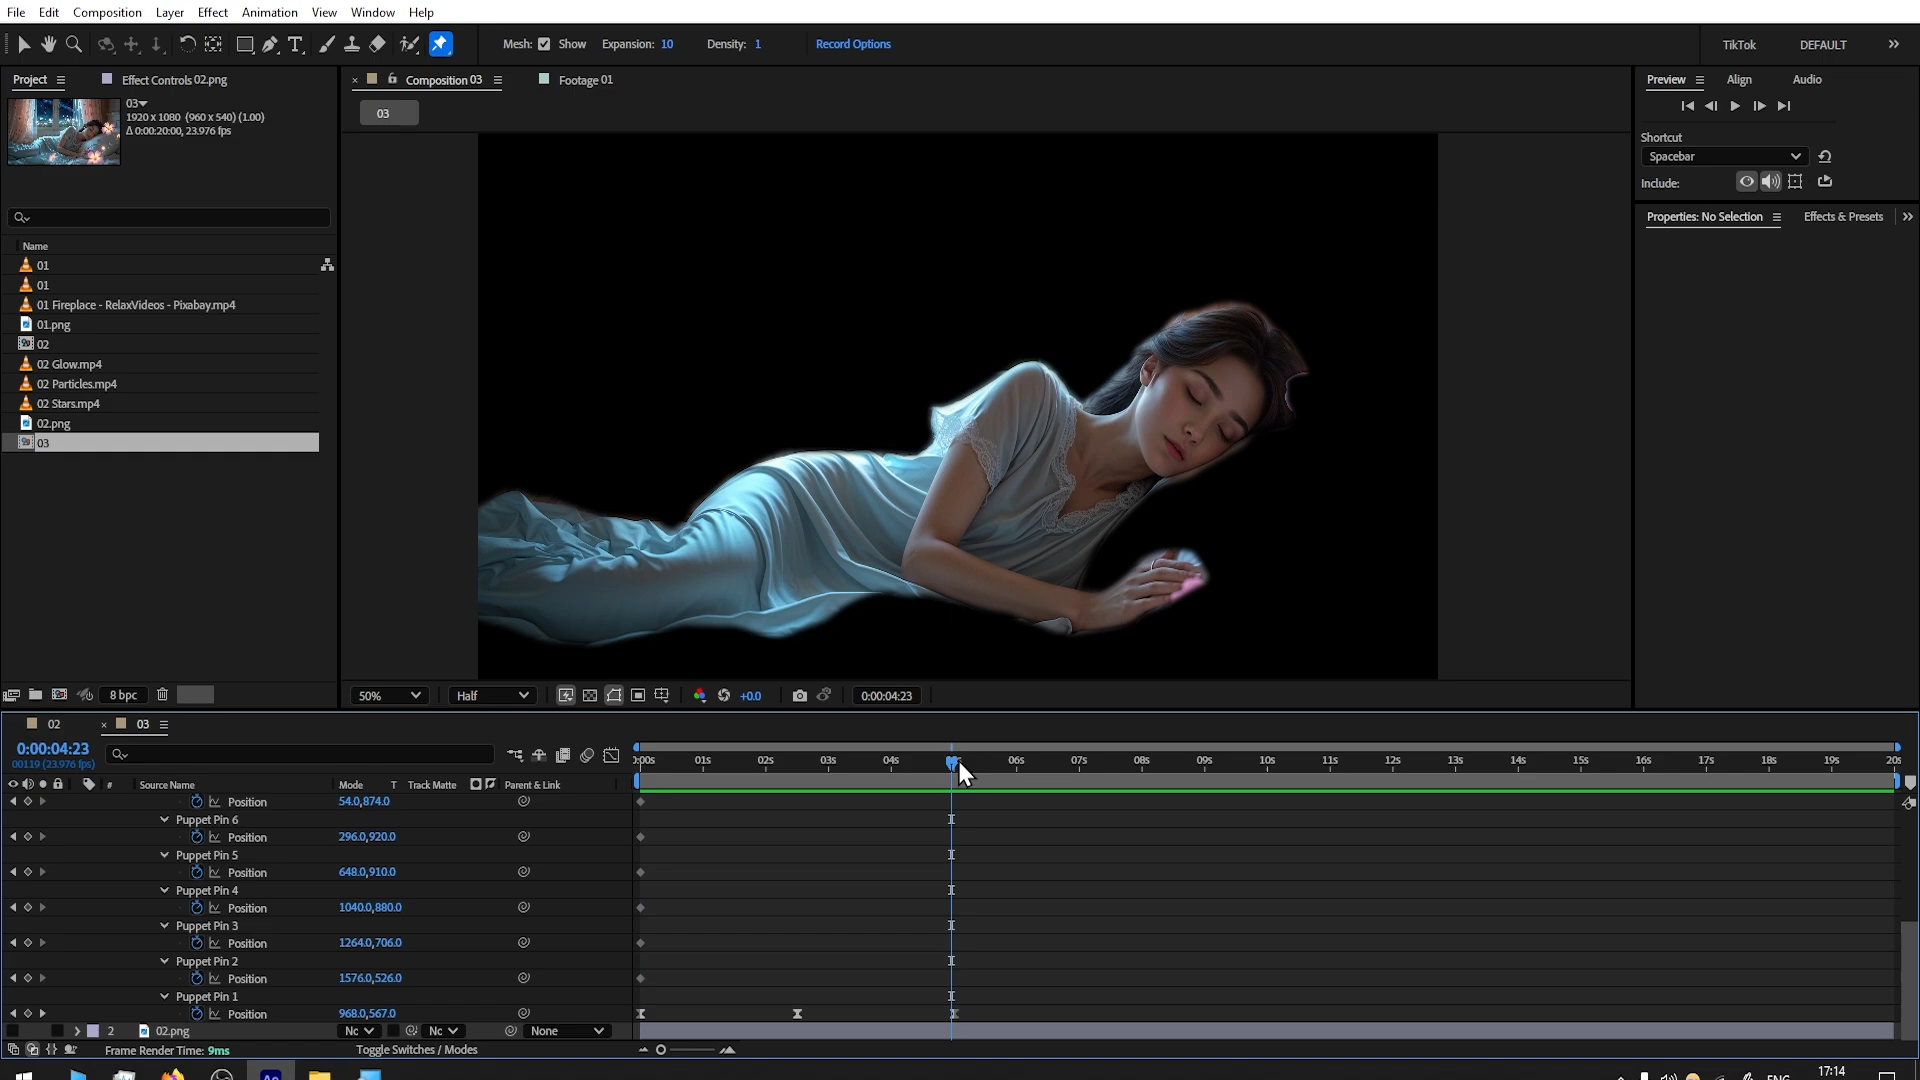 File Edit Composition Layer Effect Animation View Window Help
Mesh: Show Expansion: 10 Density: 1 Record Options TikTok DEFAULT
Project Effect Controls 02.png Composition 03 Footage 01 Preview Align Audio
03
1920 x 1080 (960 x 540) (1.00)
Δ 0:00:20:00, 23.976 fps
03
Shortcut
Spacebar
Include:
Properties: No Selection Effects & Presets
Name
01
01
01 Fireplace - RelaxVideos - Pixabay.mp4
01.png
02
02 Glow.mp4
02 Particles.mp4
02 Stars.mp4
02.png
03
8 bpc 50% Half +0.0 0:00:04:23
02 03
0:00:04:23
00119 (23.976 fps)
0:00s 01s 02s 03s 04s 06s 07s 08s 09s 10s 11s 12s 13s 14s 15s 16s 17s 18s 19s 20s
# Source Name Mode T Track Matte Parent & Link
Position 54.0,874.0
Puppet Pin 6
Position 296.0,920.0
Puppet Pin 5
Position 648.0,910.0
Puppet Pin 4
Position 1040.0,880.0
Puppet Pin 3
Position 1264.0,706.0
Puppet Pin 2
Position 1576.0,526.0
Puppet Pin 1
Position 968.0,567.0
2 02.png Nc Nc None
Frame Render Time: 9ms Toggle Switches / Modes
Ae ENG 17:14